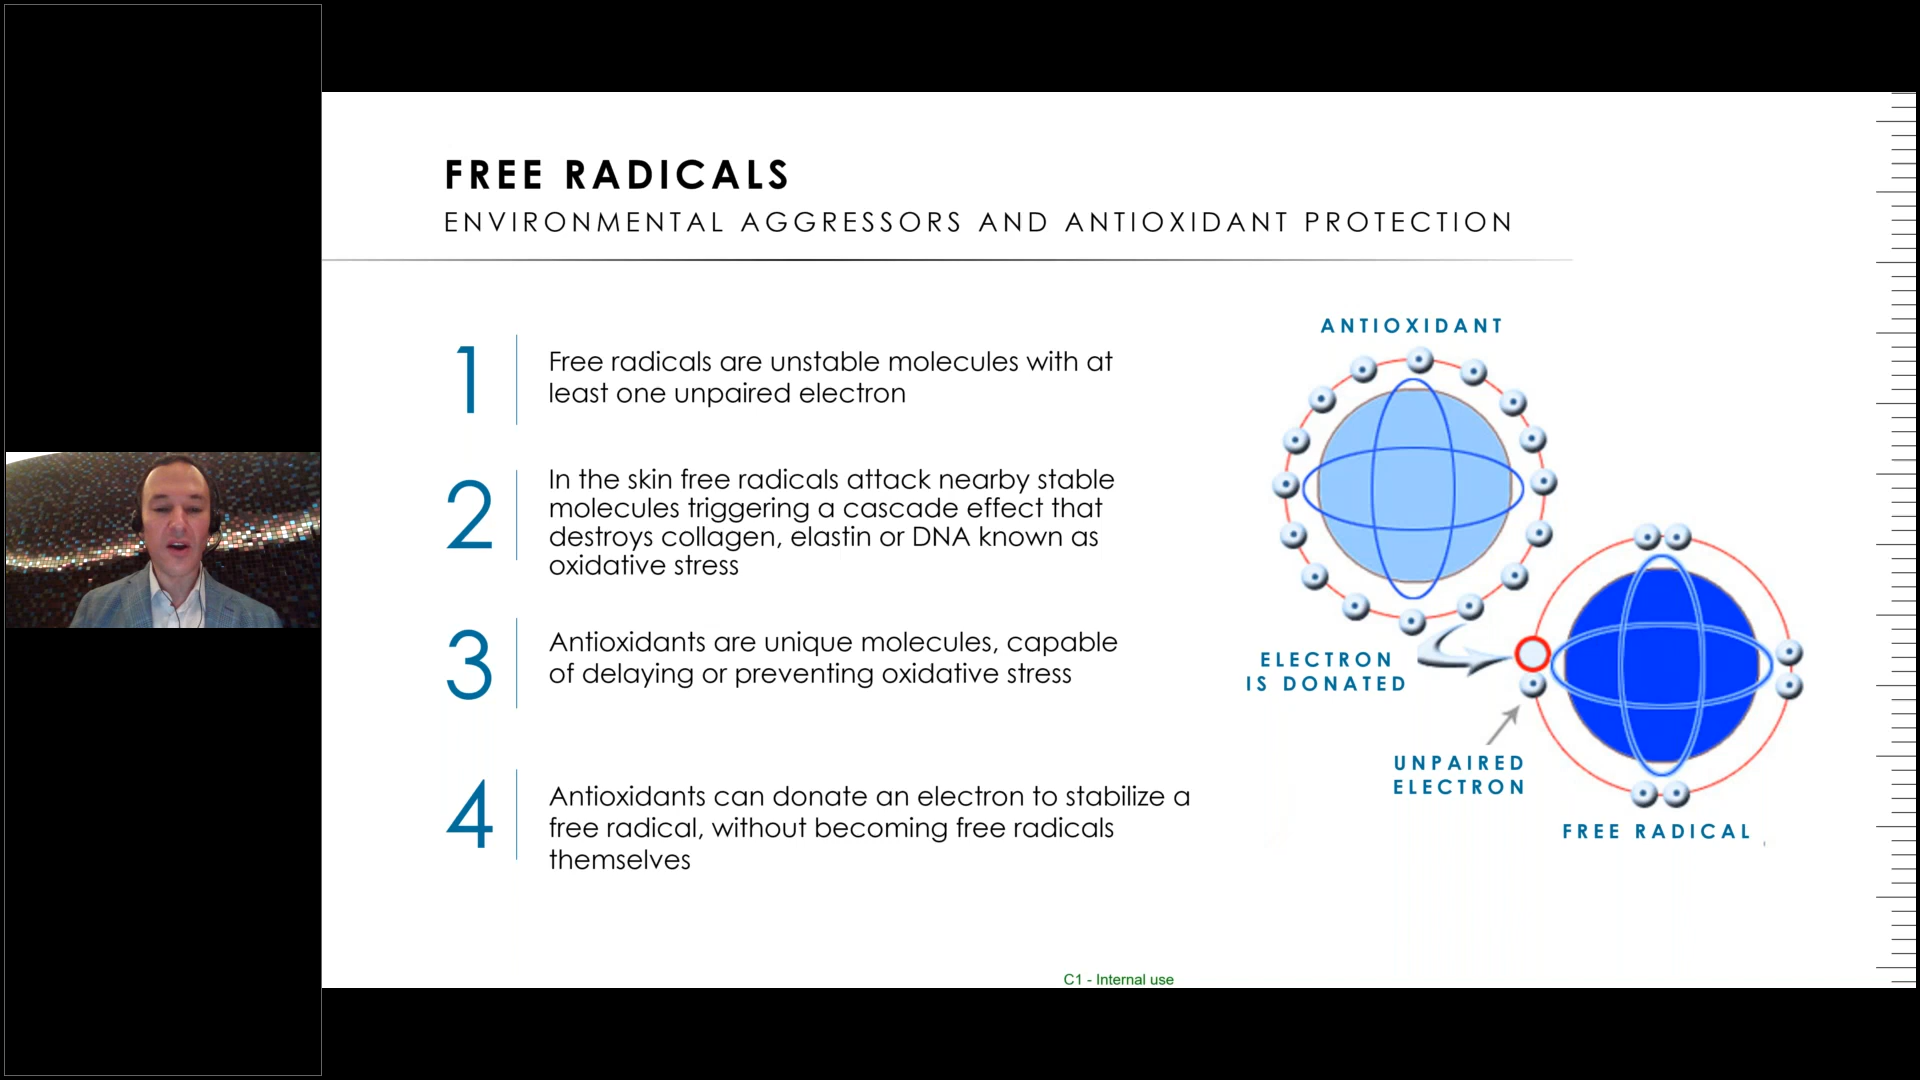 FREE RADICALS
ENVIRONMENTAL AGGRESSORS AND ANTIOXIDANT PROTECTION
1
Free radicals are unstable molecules with at
least one unpaired electron
2
In the skin free radicals attack nearby stable
molecules triggering a cascade effect that
destroys collagen, elastin or DNA known as
oxidative stress
3
Antioxidants are unique molecules, capable
of delaying or preventing oxidative stress
4
Antioxidants can donate an electron to stabilize a
free radical, without becoming free radicals
themselves
ANTIOXIDANT
ELECTRON
IS DONATED
UNPAIRED
ELECTRON
FREE RADICAL
C1 - Internal use